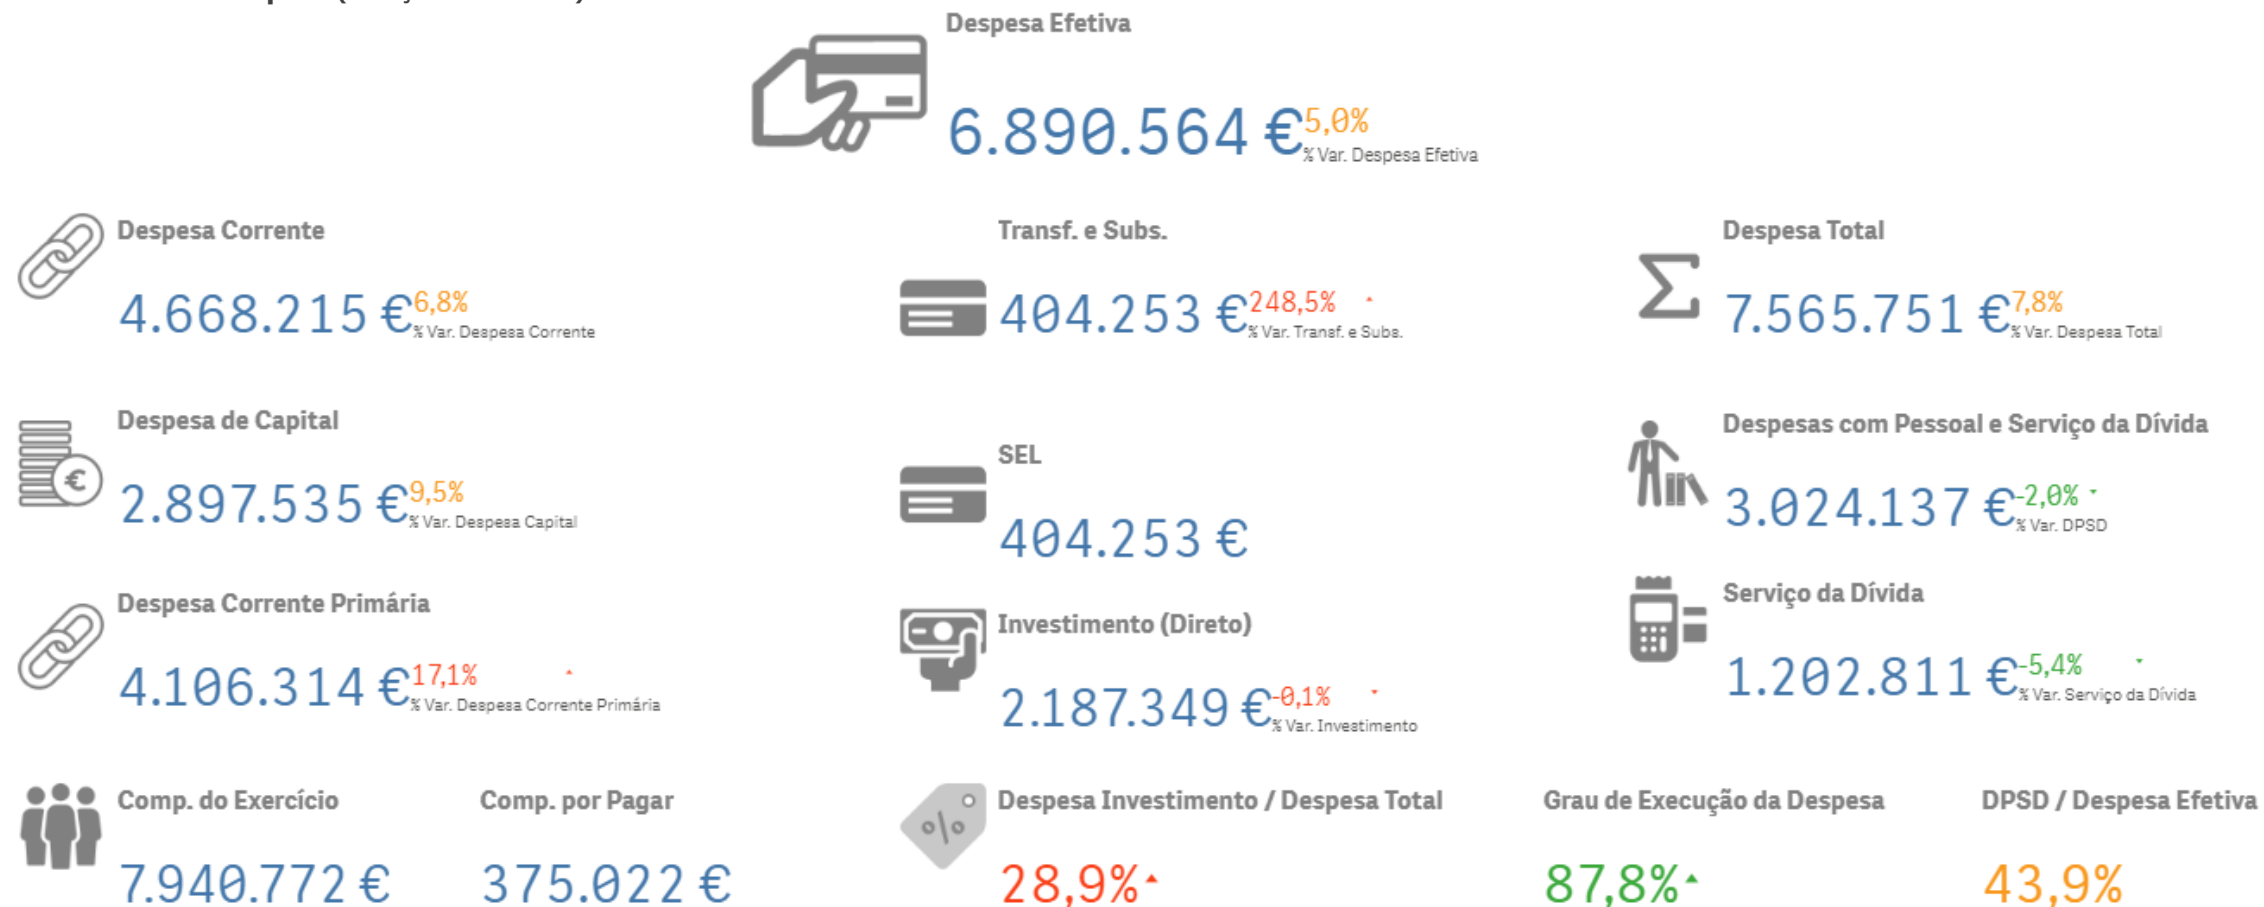 Despesa Efetiva
6.890.564 € 5,0%
% Var. Despesa Efetiva
Despesa Corrente
4.668.215 € 6,8%
% Var. Despesa Corrente
Transf. e Subs.
404.253 € 248,5%
% Var. Transf. e Subs.
Despesa Total
7.565.751 € 7,8%
% Var. Despesa Total
Despesa de Capital
2.897.535 € 9,5%
% Var. Despesa Capital
SEL
404.253 €
Despesas com Pessoal e Serviço da Dívida
3.024.137 € -2,0%
% Var. DPSD
Despesa Corrente Primária
4.106.314 € 17,1%
% Var. Despesa Corrente Primária
Investimento (Direto)
2.187.349 € -0,1%
% Var. Investimento
Serviço da Dívida
1.202.811 € -5,4%
% Var. Serviço da Dívida
Comp. do Exercício
7.940.772 €
Comp. por Pagar
375.022 €
Despesa Investimento / Despesa Total
28,9%
Grau de Execução da Despesa
87,8%
DPSD / Despesa Efetiva
43,9%